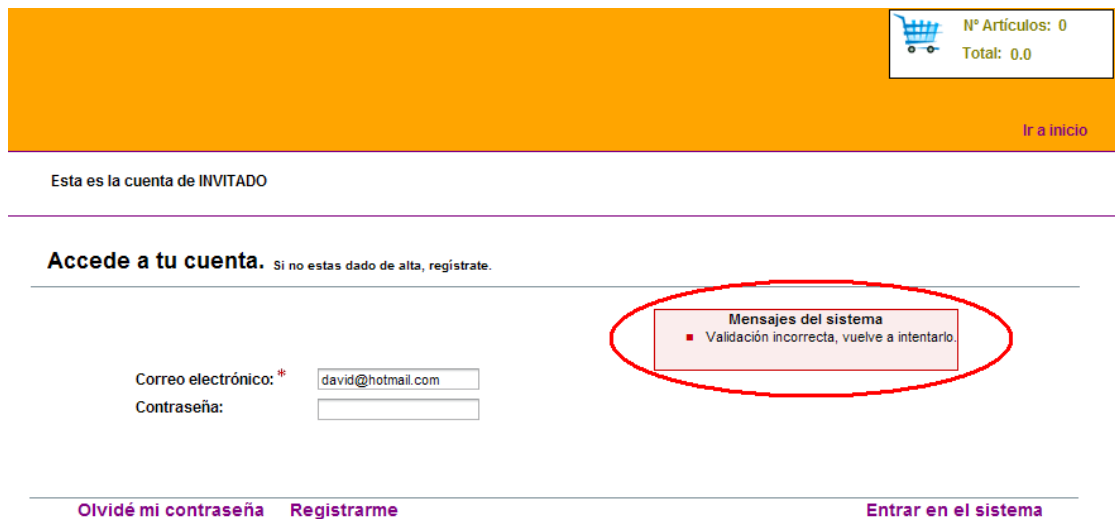 Nº Artículos: 0
Total: 0.0
Ir a inicio
Esta es la cuenta de INVITADO
Accede a tu cuenta. Si no estas dado de alta, regístrate.
Mensajes del sistema
Validación incorrecta, vuelve a intentarlo.
Correo electrónico: * david@hotmail.com
Contraseña:
Olvidé mi contraseña Registrarme Entrar en el sistema